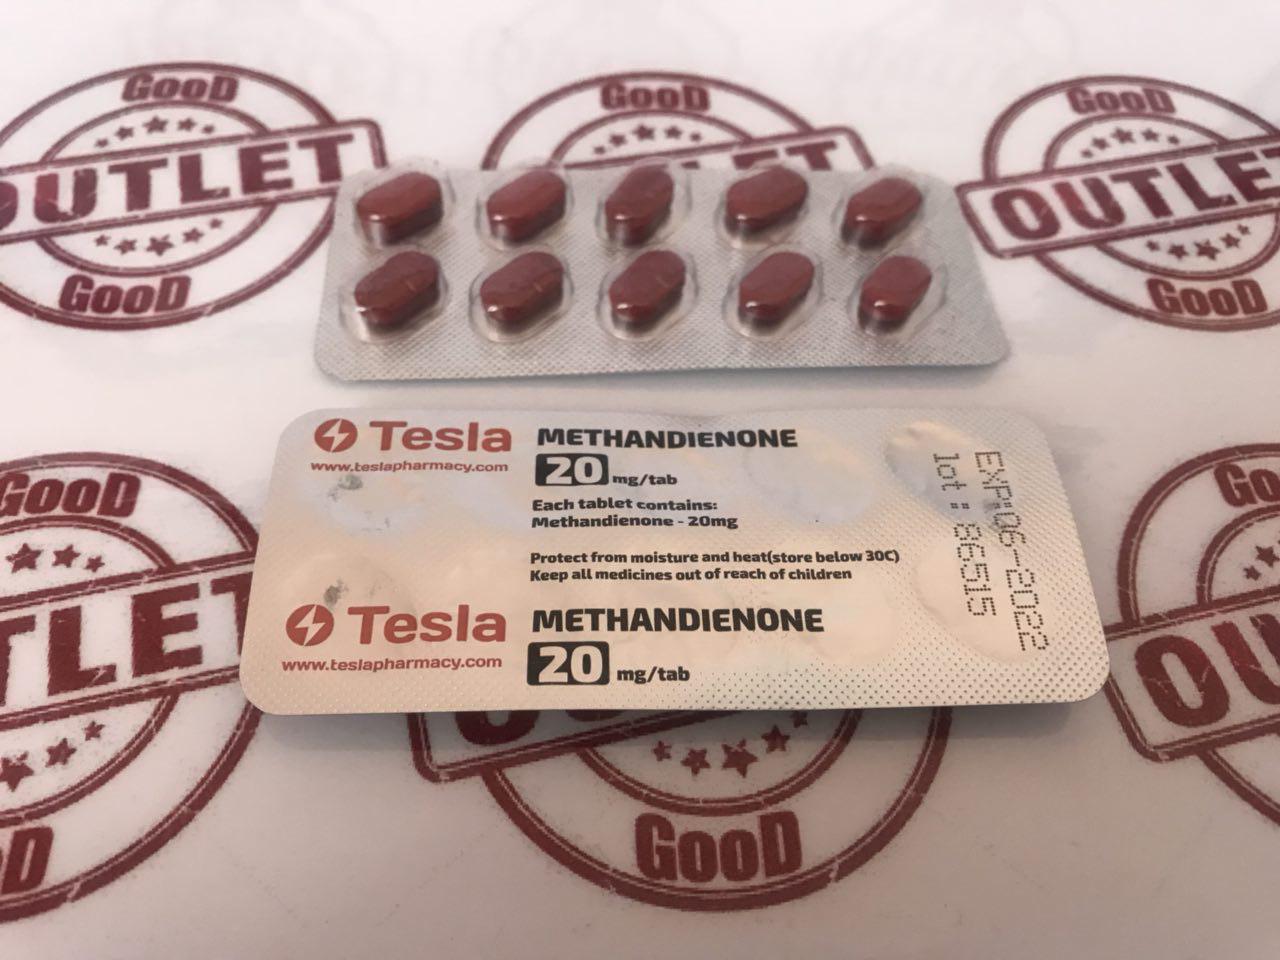 GooD
OUTLET
GooD
GooD
GooD
OUTLE
GooD
Tesla
www.teslapharmacy.com
METHANDIENONE
20 mg/tab
Each tablet contains:
Methandienone - 20mg
Protect from moisture and heat(store below 30C)
Keep all medicines out of reach of children
Tesla
www.teslapharmacy.com
METHANDIENONE
20 mg/tab
EXP:06-2022
lot : 86515
GooD
GooD